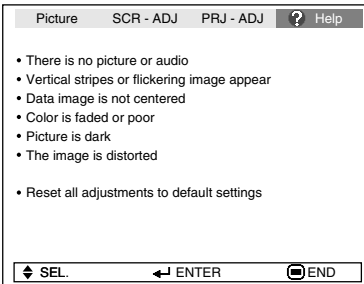 Picture SCR - ADJ PRJ - ADJ ? Help
• There is no picture or audio
• Vertical stripes or flickering image appear
• Data image is not centered
• Color is faded or poor
• Picture is dark
• The image is distorted
• Reset all adjustments to default settings
SEL. ENTER END